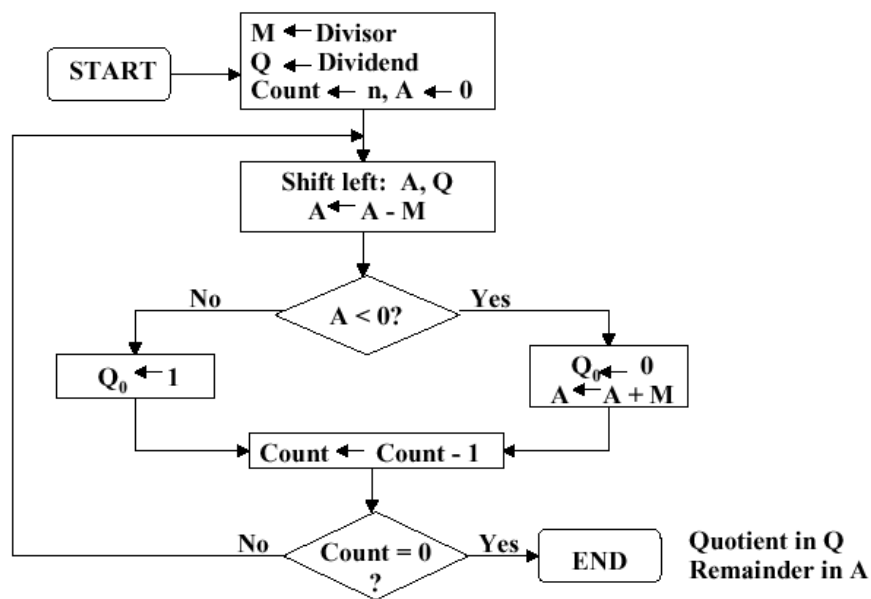 START
M ← Divisor
Q ← Dividend
Count ← n, A ← 0
Shift left: A, Q
A ← A - M
No
A < 0?
Yes
Q₀ ← 1
Q₀ ← 0
A ← A + M
Count ← Count - 1
No
Count = 0
?
Yes
END
Quotient in Q
Remainder in A